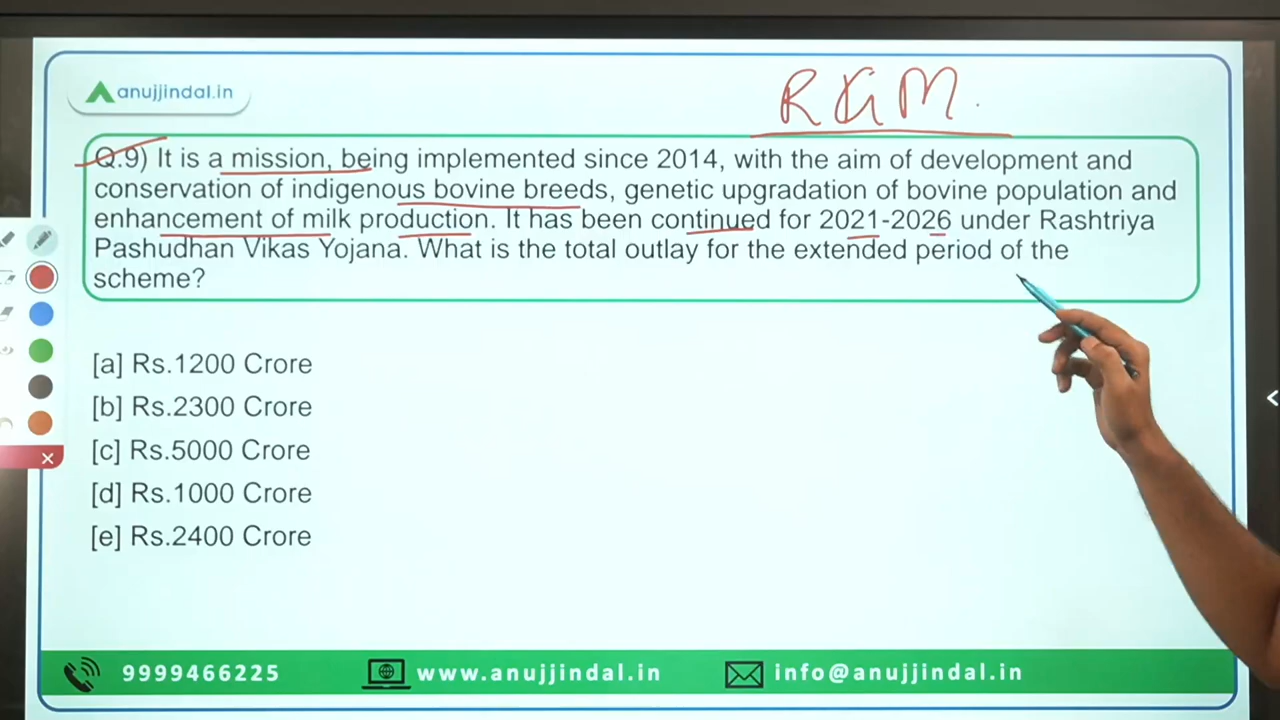 anujjindal.in
RGM.
Q.9) It is a mission, being implemented since 2014, with the aim of development and
conservation of indigenous bovine breeds, genetic upgradation of bovine population and
enhancement of milk production. It has been continued for 2021-2026 under Rashtriya
Pashudhan Vikas Yojana. What is the total outlay for the extended period of the
scheme?
[a] Rs.1200 Crore
[b] Rs.2300 Crore
[c] Rs.5000 Crore
[d] Rs.1000 Crore
[e] Rs.2400 Crore
9999466225 www.anujjindal.in info@anujjindal.in